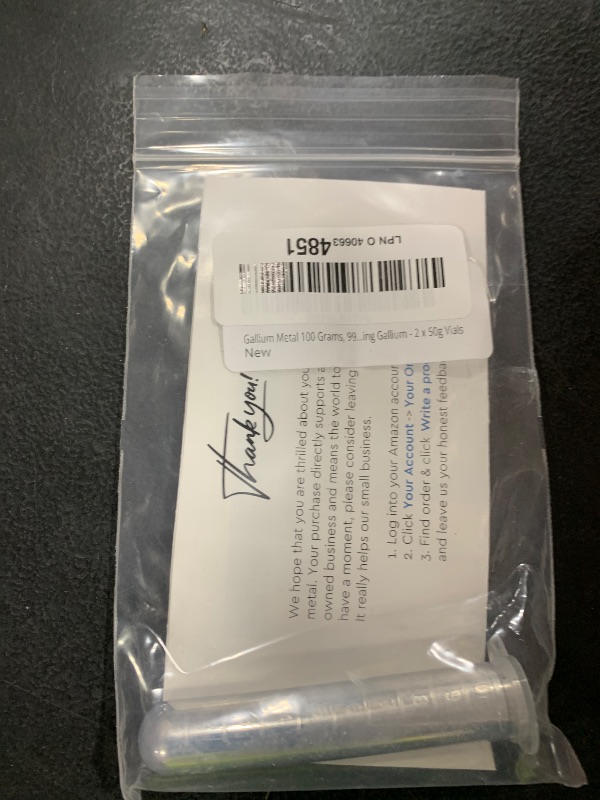 LPN O 406634851
Gallium Metal 100 Grams, 99...ing Gallium - 2 x 50g Vials
New
Thank you!
We hope that you are thrilled about you
metal. Your purchase directly supports a
owned business and means the world to
have a moment, please consider leaving
It really helps our small business.
1. Log into your Amazon accour
2. Click Your Account -> Your Or
3. Find order & click Write a pro
and leave us your honest feedba